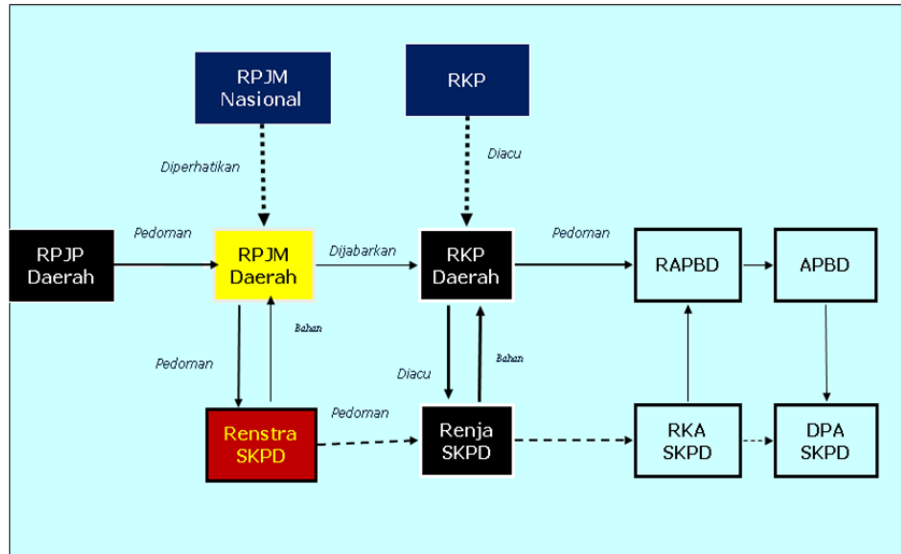 RPJM
Nasional
RKP
Diperhatikan
Diacu
RPJP
Daerah
Pedoman
RPJM
Daerah
Dijabarkan
RKP
Daerah
Pedoman
RAPBD
APBD
Pedoman
Bahan
Diacu
Bahan
Renstra
SKPD
Pedoman
Renja
SKPD
RKA
SKPD
DPA
SKPD